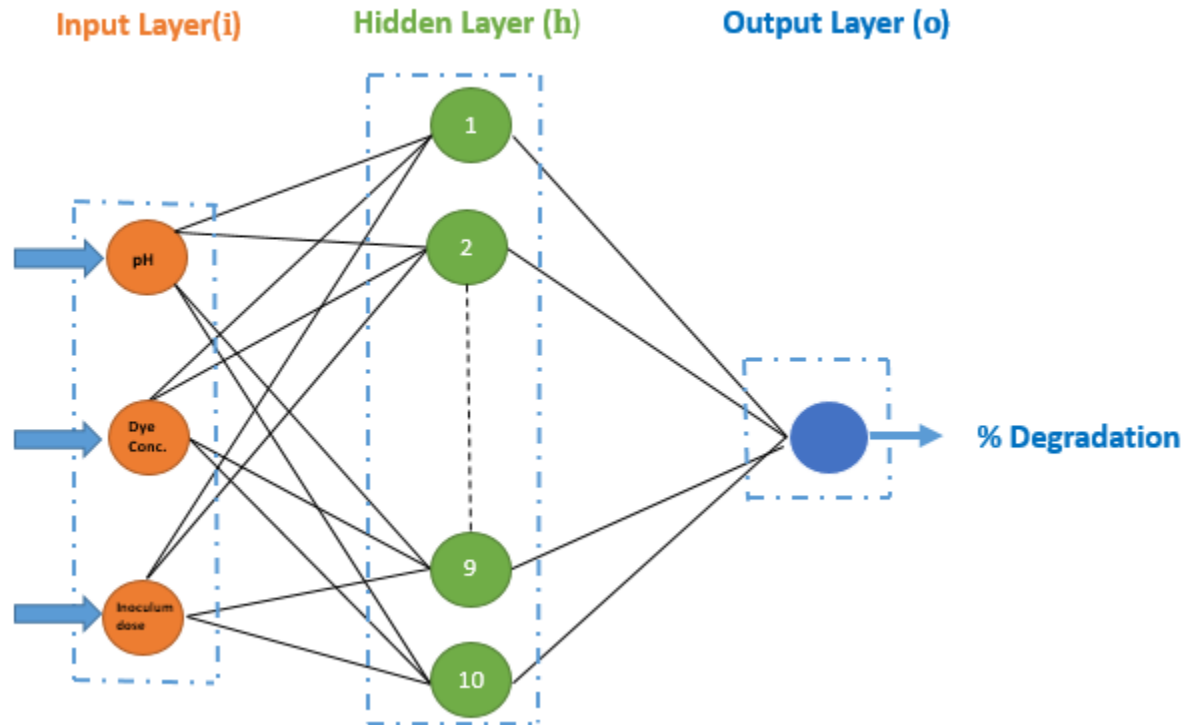 Input Layer(i)
Hidden Layer (h)
Output Layer (o)
1
2
pH
Dye
Conc.
% Degradation
9
Inoculum
dose
10